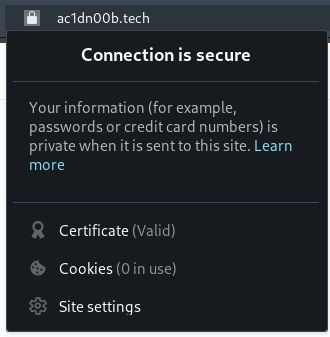 ac1dn00b.tech
Connection is secure
Your information (for example,
passwords or credit card numbers) is
private when it is sent to this site. Learn
more
Certificate (Valid)
Cookies (0 in use)
Site settings